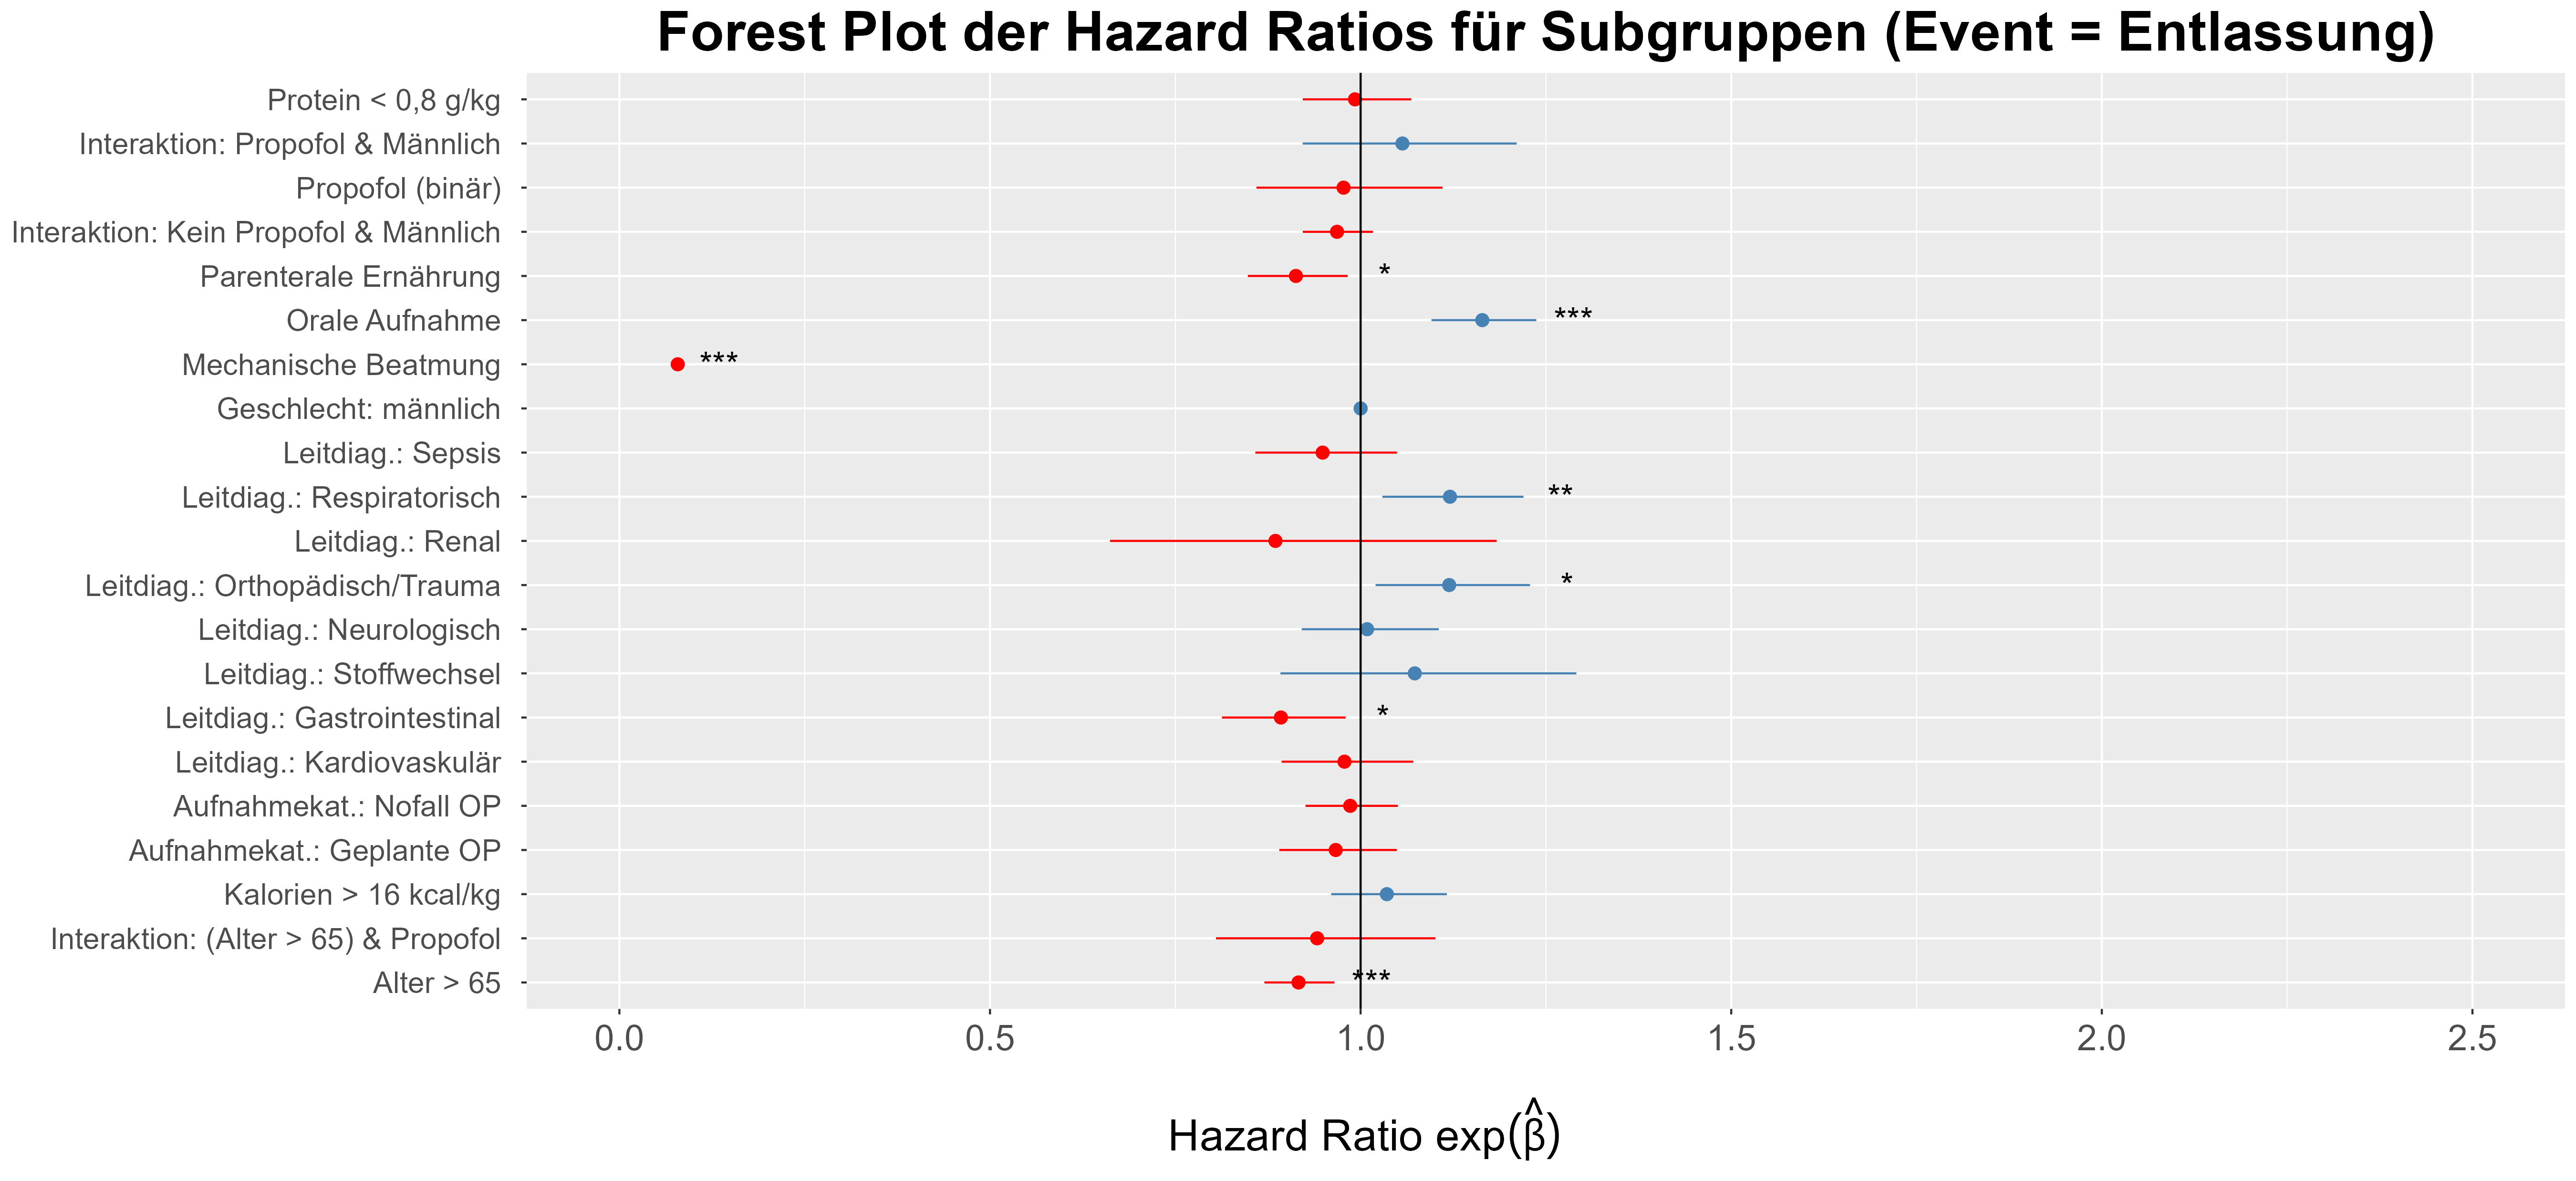 Forest Plot der Hazard Ratios für Subgruppen (Event = Entlassung)
Protein < 0,8 g/kg
Interaktion: Propofol & Männlich
Propofol (binär)
Interaktion: Kein Propofol & Männlich
Parenterale Ernährung *
Orale Aufnahme ***
Mechanische Beatmung ***
Geschlecht: männlich
Leitdiag.: Sepsis
Leitdiag.: Respiratorisch **
Leitdiag.: Renal
Leitdiag.: Orthopädisch/Trauma *
Leitdiag.: Neurologisch
Leitdiag.: Stoffwechsel
Leitdiag.: Gastrointestinal *
Leitdiag.: Kardiovaskulär
Aufnahmekat.: Nofall OP
Aufnahmekat.: Geplante OP
Kalorien > 16 kcal/kg
Interaktion: (Alter > 65) & Propofol
Alter > 65 ***
0.0 0.5 1.0 1.5 2.0 2.5
Hazard Ratio exp(β̂)